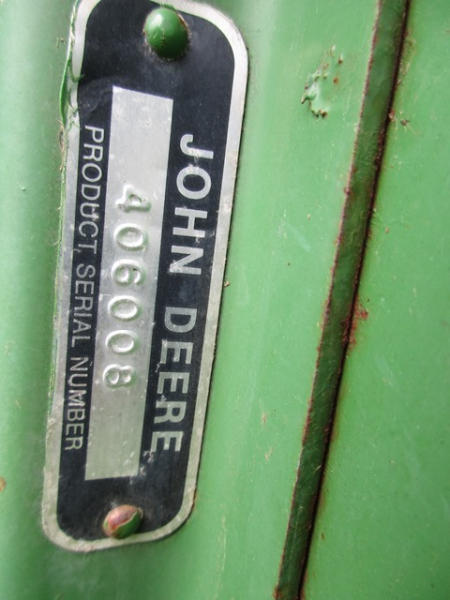 JOHN DEERE
406008
PRODUCT SERIAL NUMBER